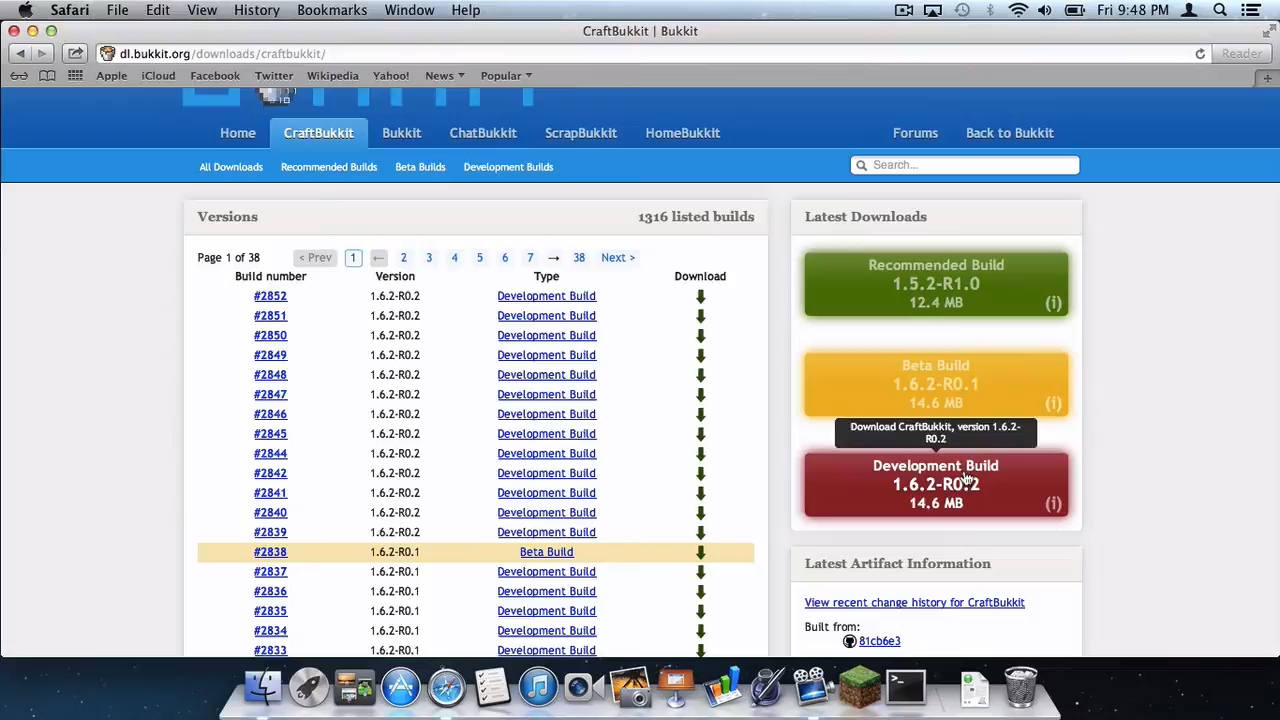 Safari File Edit View History Bookmarks Window Help Fri 9:48 PM
CraftBukkit | Bukkit
dl.bukkit.org/downloads/craftbukkit/ Reader
Apple iCloud Facebook Twitter Wikipedia Yahoo! News Popular
Home CraftBukkit Bukkit ChatBukkit ScrapBukkit HomeBukkit Forums Back to Bukkit
All Downloads Recommended Builds Beta Builds Development Builds Search...
Versions 1316 listed builds
Page 1 of 38 < Prev 1 ← 2 3 4 5 6 7 → 38 Next >
Build number Version Type Download
#2852 1.6.2-R0.2 Development Build
#2851 1.6.2-R0.2 Development Build
#2850 1.6.2-R0.2 Development Build
#2849 1.6.2-R0.2 Development Build
#2848 1.6.2-R0.2 Development Build
#2847 1.6.2-R0.2 Development Build
#2846 1.6.2-R0.2 Development Build
#2845 1.6.2-R0.2 Development Build
#2844 1.6.2-R0.2 Development Build
#2842 1.6.2-R0.2 Development Build
#2841 1.6.2-R0.2 Development Build
#2840 1.6.2-R0.2 Development Build
#2839 1.6.2-R0.2 Development Build
#2838 1.6.2-R0.1 Beta Build
#2837 1.6.2-R0.1 Development Build
#2836 1.6.2-R0.1 Development Build
#2835 1.6.2-R0.1 Development Build
#2834 1.6.2-R0.1 Development Build
#2833 1.6.2-R0.1 Development Build
Latest Downloads
Recommended Build
1.5.2-R1.0
12.4 MB (i)
Beta Build
1.6.2-R0.1
14.6 MB (i)
Download CraftBukkit, version 1.6.2-
R0.2
Development Build
1.6.2-R0.2
14.6 MB (i)
Latest Artifact Information
View recent change history for CraftBukkit
Built from:
81cb6e3